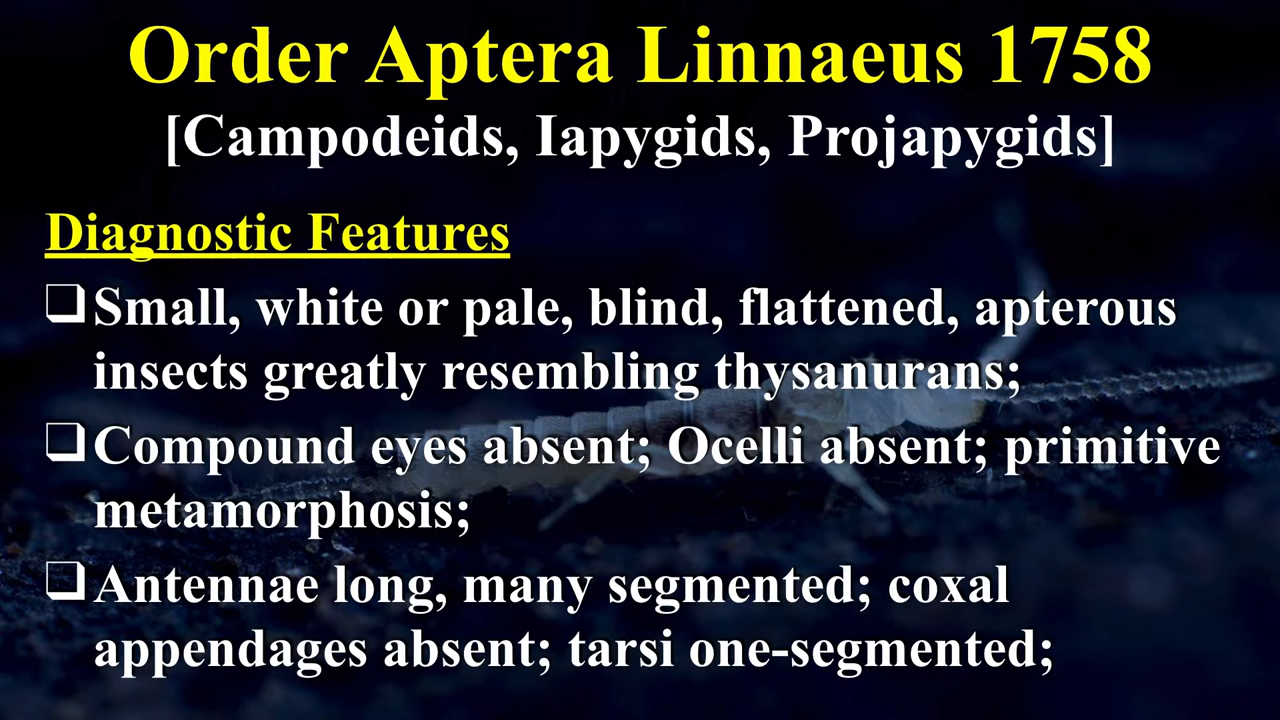 Order Aptera Linnaeus 1758
[Campodeids, Iapygids, Projapygids]
Diagnostic Features
❑Small, white or pale, blind, flattened, apterous
insects greatly resembling thysanurans;
❑Compound eyes absent; Ocelli absent; primitive
metamorphosis;
❑Antennae long, many segmented; coxal
appendages absent; tarsi one-segmented;